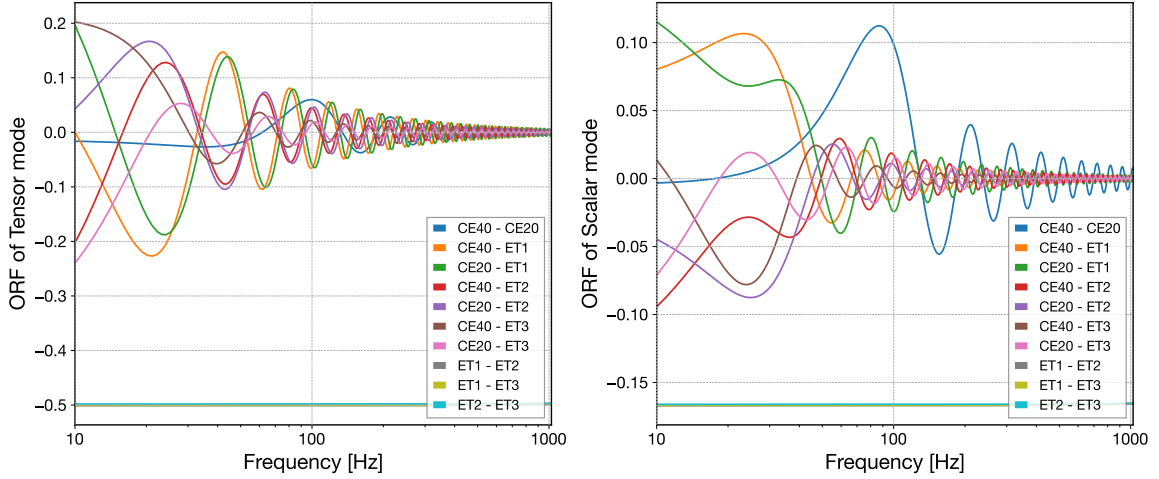 0.2
0.1
0.0
−0.1
−0.2
−0.3
−0.4
−0.5
ORF of Tensor mode
10
100
1000
Frequency [Hz]
CE40 - CE20
CE40 - ET1
CE20 - ET1
CE40 - ET2
CE20 - ET2
CE40 - ET3
CE20 - ET3
ET1 - ET2
ET1 - ET3
ET2 - ET3
0.10
0.05
0.00
−0.05
−0.10
−0.15
ORF of Scalar mode
10
100
1000
Frequency [Hz]
CE40 - CE20
CE40 - ET1
CE20 - ET1
CE40 - ET2
CE20 - ET2
CE40 - ET3
CE20 - ET3
ET1 - ET2
ET1 - ET3
ET2 - ET3